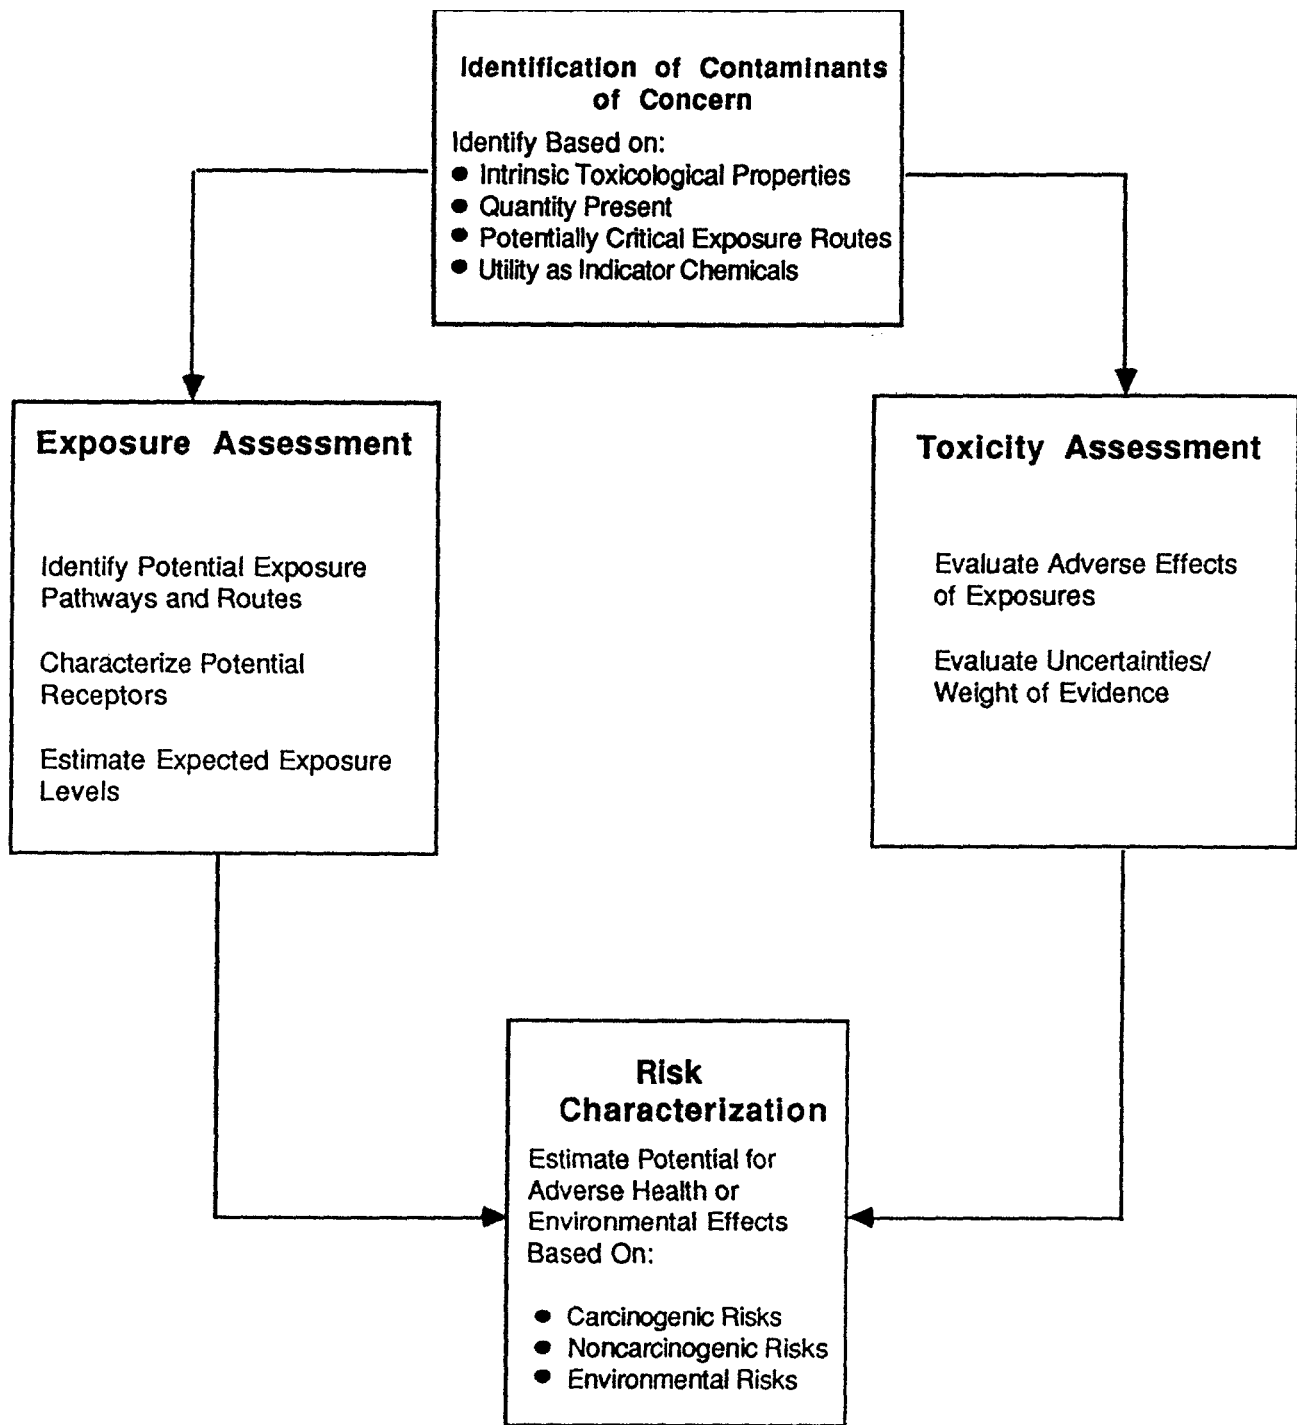 Identification of Contaminants
of Concern
Identify Based on:
● Intrinsic Toxicological Properties
● Quantity Present
● Potentially Critical Exposure Routes
● Utility as Indicator Chemicals
Exposure Assessment
Identify Potential Exposure
Pathways and Routes
Characterize Potential
Receptors
Estimate Expected Exposure
Levels
Toxicity Assessment
Evaluate Adverse Effects
of Exposures
Evaluate Uncertainties/
Weight of Evidence
Risk
Characterization
Estimate Potential for
Adverse Health or
Environmental Effects
Based On:
● Carcinogenic Risks
● Noncarcinogenic Risks
● Environmental Risks